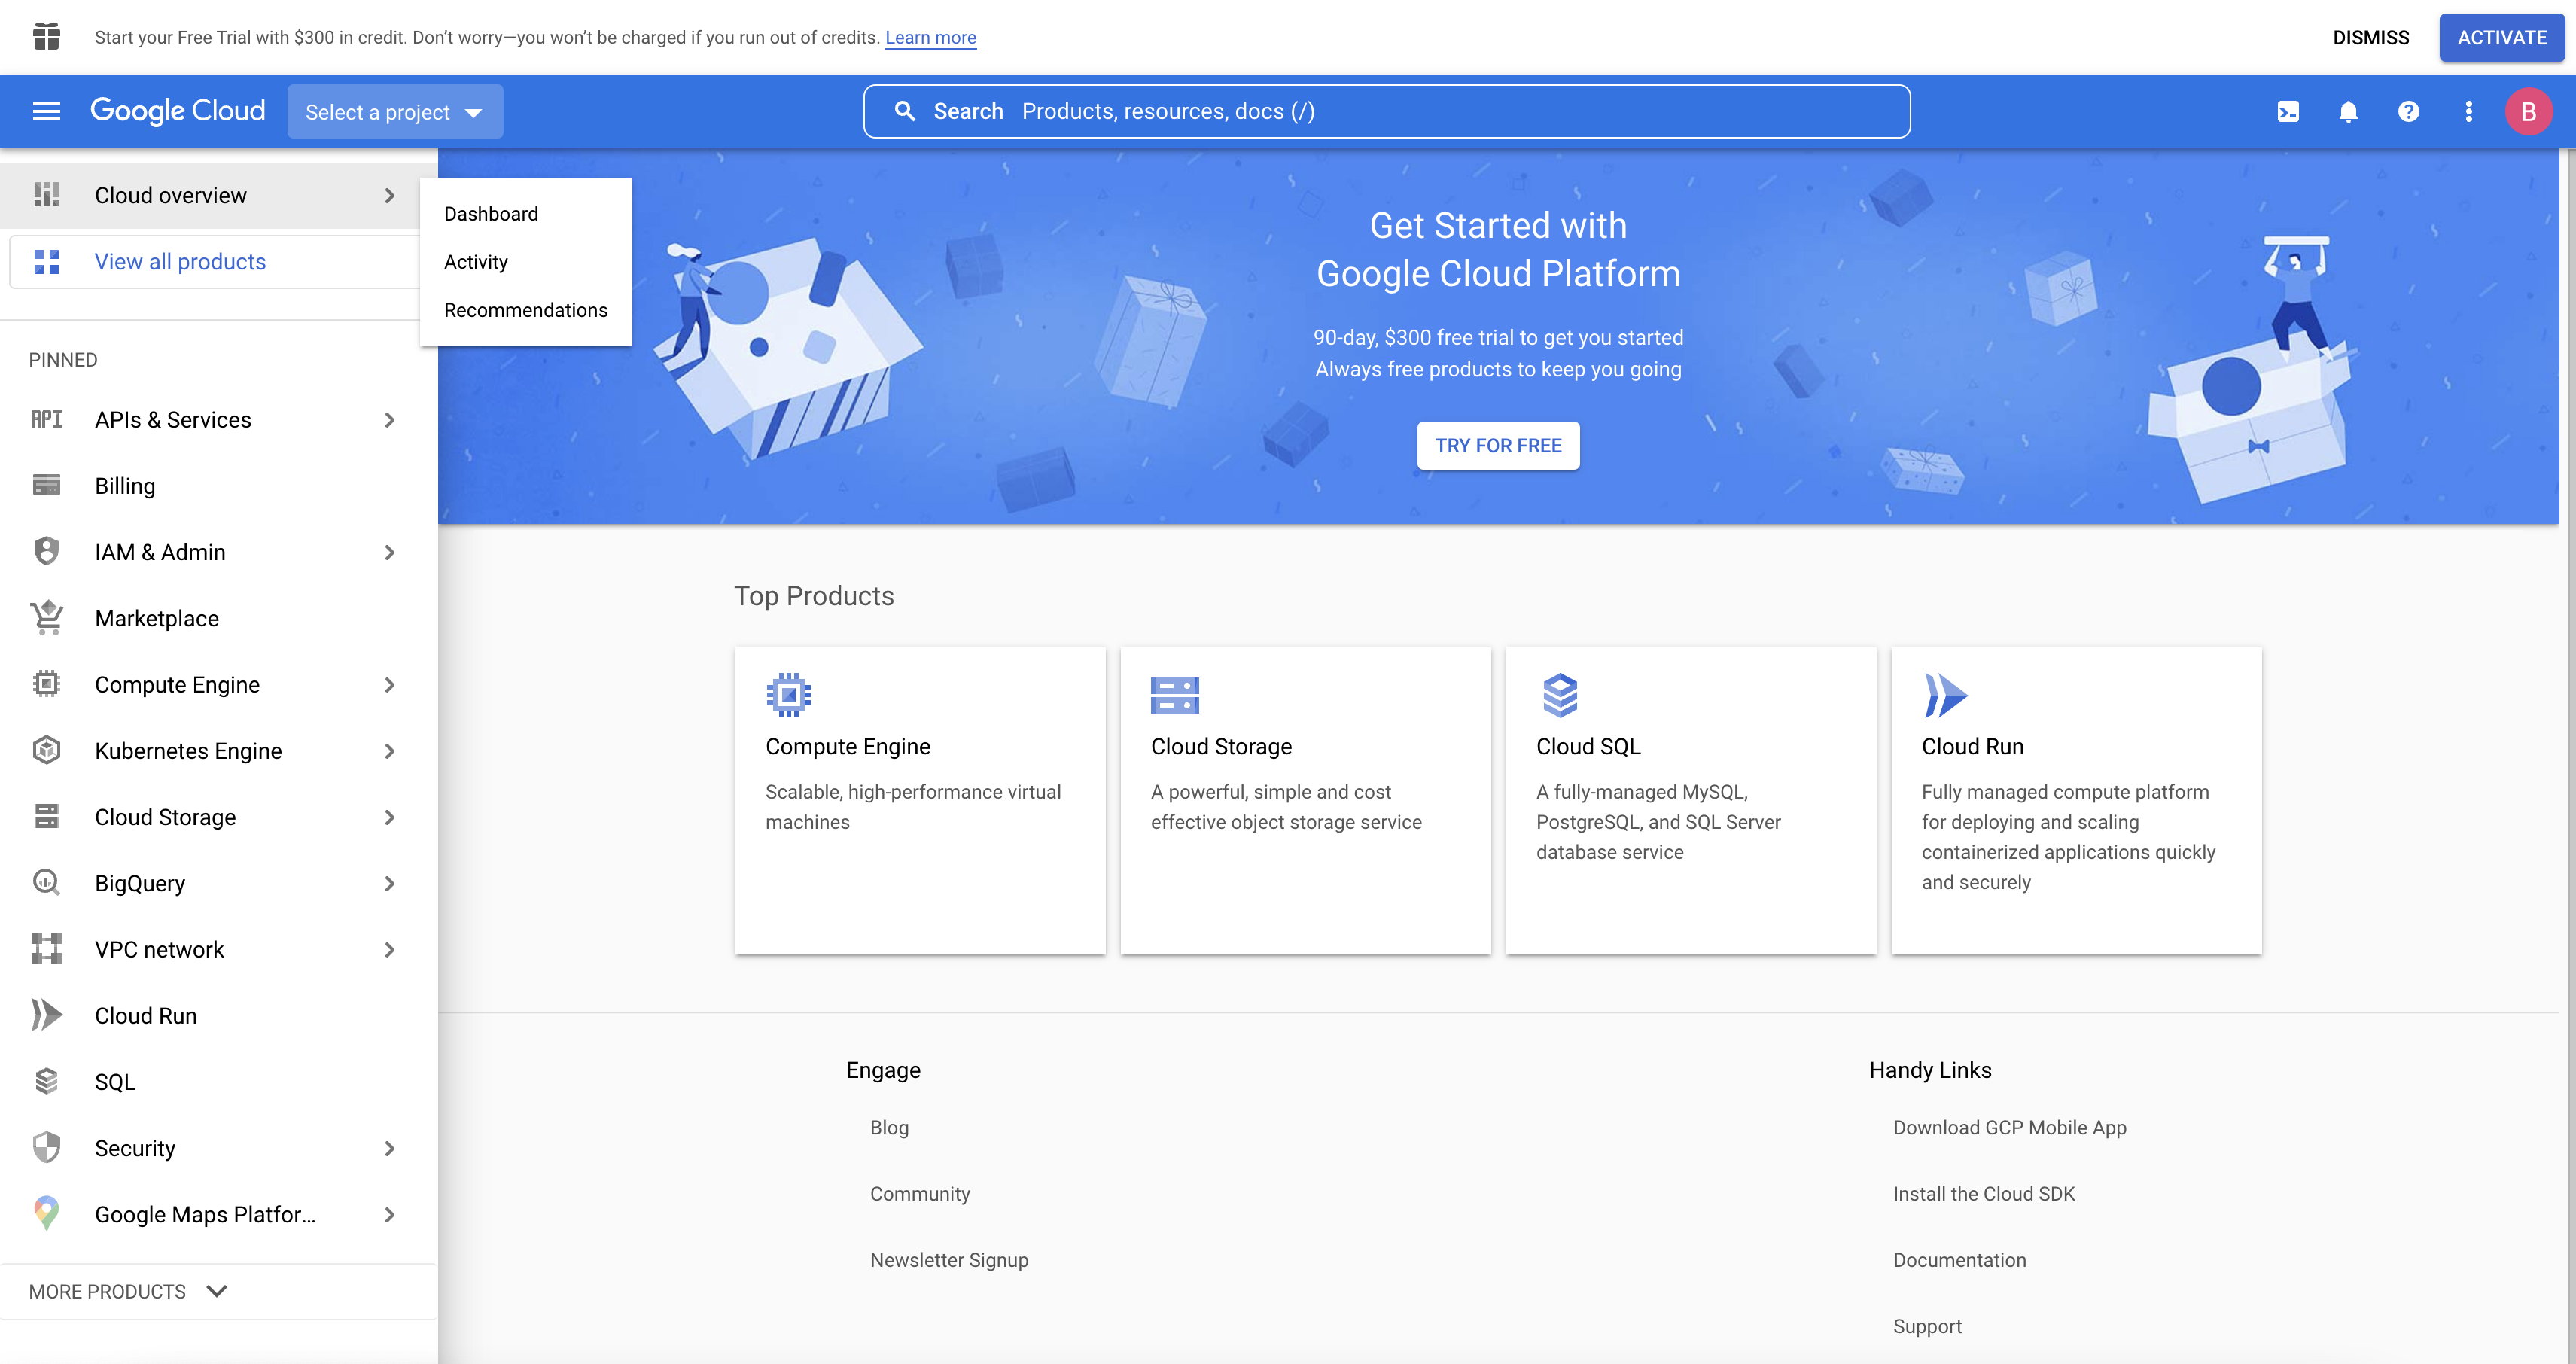 Start your Free Trial with $300 in credit. Don't worry—you won't be charged if you run out of credits. Learn more
DISMISS
ACTIVATE
Google Cloud
Select a project
Search Products, resources, docs (/)
B
Cloud overview
View all products
Dashboard
Activity
Recommendations
PINNED
API APIs & Services
Billing
IAM & Admin
Marketplace
Compute Engine
Kubernetes Engine
Cloud Storage
BigQuery
VPC network
Cloud Run
SQL
Security
Google Maps Platfor...
MORE PRODUCTS
Get Started with
Google Cloud Platform
90-day, $300 free trial to get you started
Always free products to keep you going
TRY FOR FREE
Top Products
Compute Engine
Scalable, high-performance virtual
machines
Cloud Storage
A powerful, simple and cost
effective object storage service
Cloud SQL
A fully-managed MySQL,
PostgreSQL, and SQL Server
database service
Cloud Run
Fully managed compute platform
for deploying and scaling
containerized applications quickly
and securely
Engage
Blog
Community
Newsletter Signup
Handy Links
Download GCP Mobile App
Install the Cloud SDK
Documentation
Support